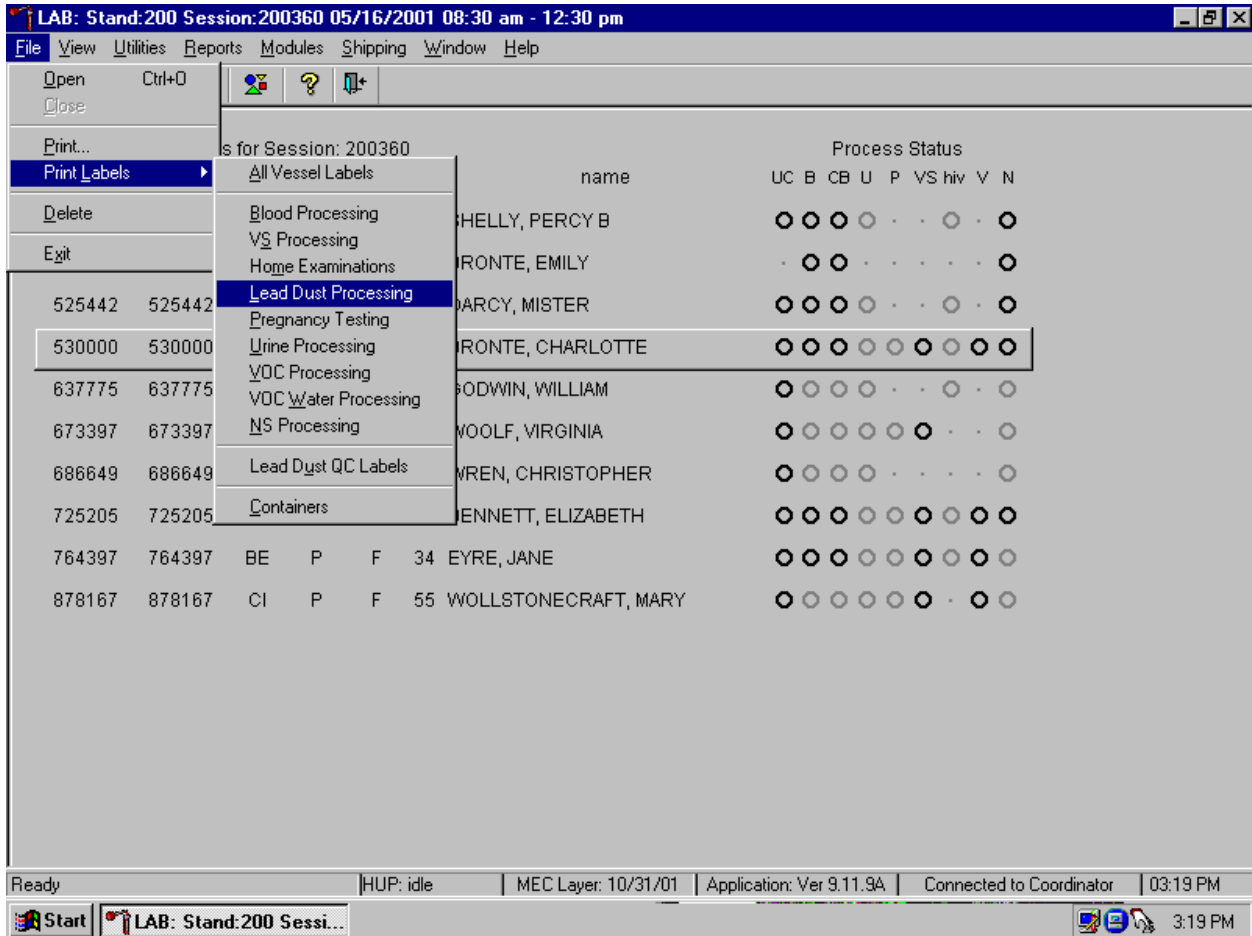 LAB: Stand:200 Session:200360 05/16/2001 08:30 am - 12:30 pm
File View Utilities Reports Modules Shipping Window Help
Open Ctrl+O
Close
Print...
Print Labels
Delete
Exit
s for Session: 200360
All Vessel Labels
Blood Processing
VS Processing
Home Examinations
Lead Dust Processing
Pregnancy Testing
Urine Processing
VOC Processing
VOC Water Processing
NS Processing
Lead Dust QC Labels
Containers
Process Status
name UC B CB U P VS hiv V N
SHELLY, PERCY B
BRONTE, EMILY
525442 525442 DARCY, MISTER
530000 530000 BRONTE, CHARLOTTE
637775 637775 GODWIN, WILLIAM
673397 673397 WOOLF, VIRGINIA
686649 686649 WREN, CHRISTOPHER
725205 725205 BENNETT, ELIZABETH
764397 764397 BE P F 34 EYRE, JANE
878167 878167 CI P F 55 WOLLSTONECRAFT, MARY
Ready HUP: idle MEC Layer: 10/31/01 Application: Ver 9.11.9A Connected to Coordinator 03:19 PM
Start LAB: Stand:200 Sessi... 3:19 PM